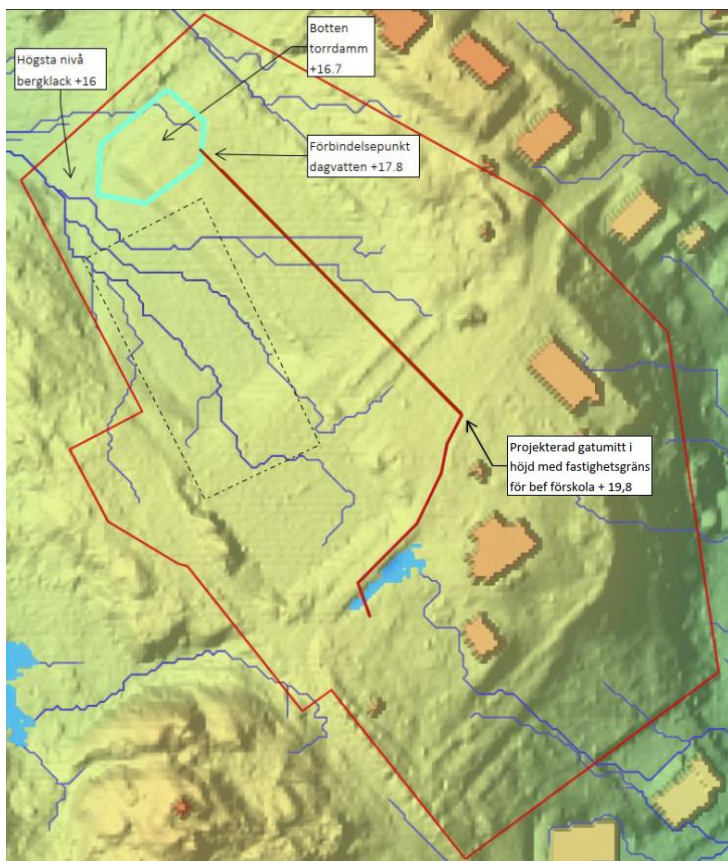 Botten
torrdamm
+16.7
Högsta nivå
bergklack +16
Förbindelsepunkt
dagvatten +17.8
Projekterad gatumitt i
höjd med fastighetsgräns
för bef förskola + 19,8